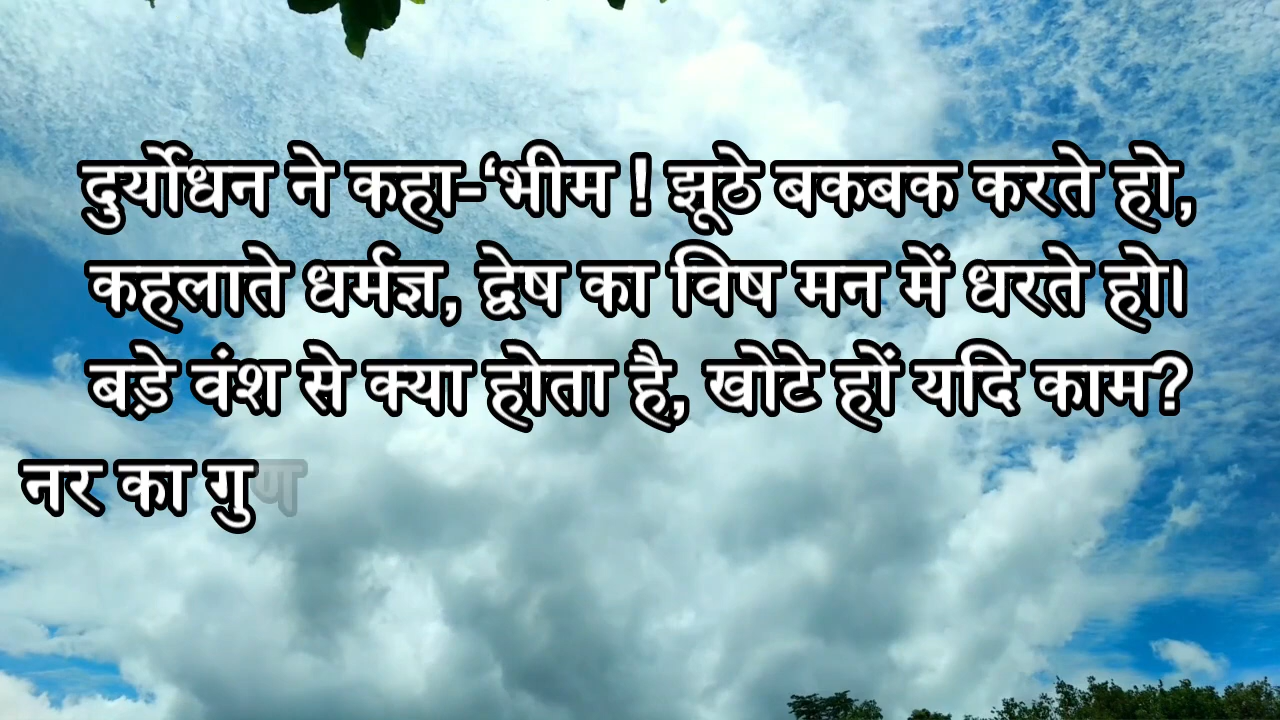 दुर्योधन ने कहा-‘भीम ! झूठे बकबक करते हो,
कहलाते धर्मज्ञ, द्वेष का विष मन में धरते हो।
बड़े वंश से क्या होता है, खोटे हों यदि काम?
नर का गुण